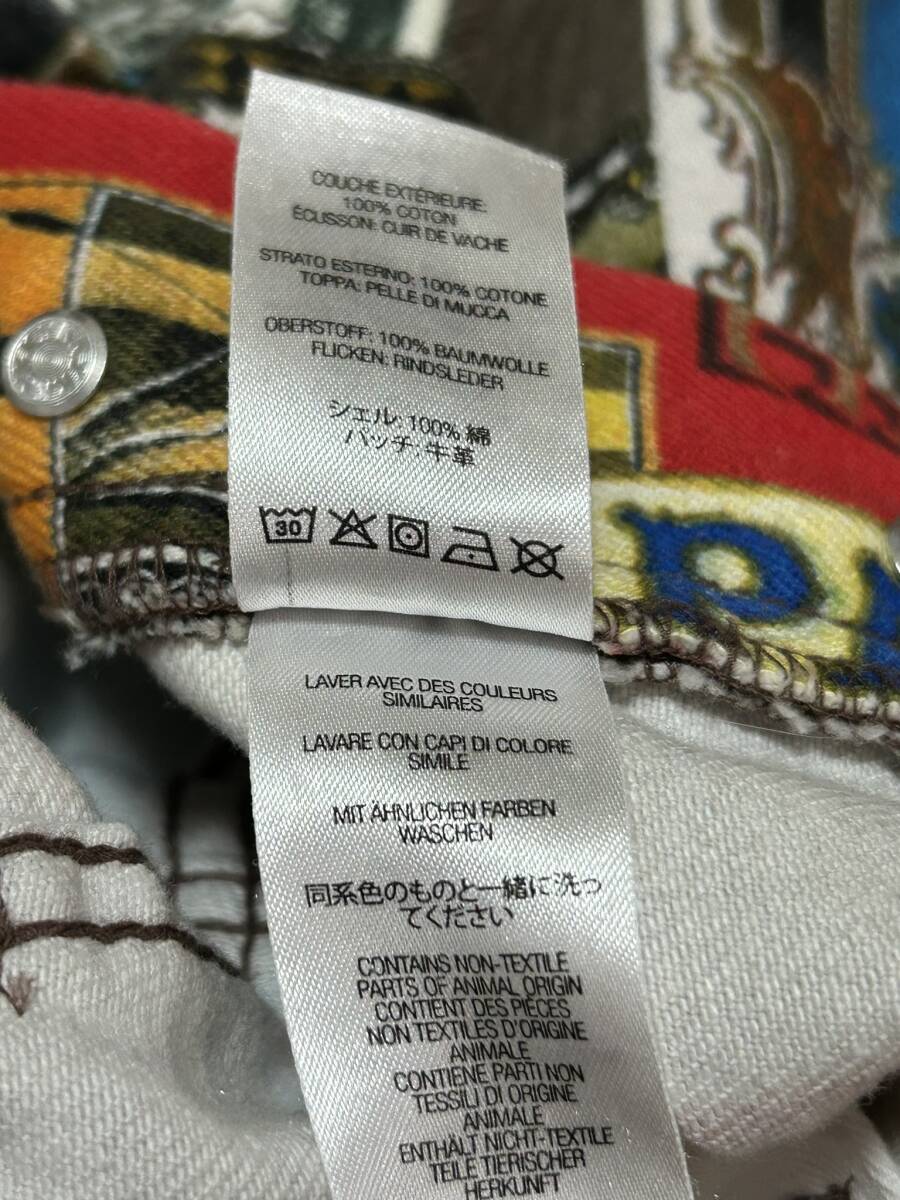 COUCHE EXTÉRIEURE:
100% COTON
ÉCUSSON: CUIR DE VACHE
STRATO ESTERNO: 100% COTONE
TOPPA: PELLE DI MUCCA
OBERSTOFF: 100% BAUMWOLLE
FLICKEN: RINDSLEDER
シェル: 100% 綿
パッチ: 牛革
30
LAVER AVEC DES COULEURS
SIMILAIRES
LAVARE CON CAPI DI COLORE
SIMILE
MIT ÄHNLICHEN FARBEN
WASCHEN
同系色のものと一緒に洗っ
てください
CONTAINS NON-TEXTILE
PARTS OF ANIMAL ORIGIN
CONTIENT DES PIÈCES
NON TEXTILES D'ORIGINE
ANIMALE
CONTIENE PARTI NON
TESSILI DI ORIGINE
ANIMALE
ENTHÄLT NICHT-TEXTILE
TEILE TIERISCHER
HERKUNFT